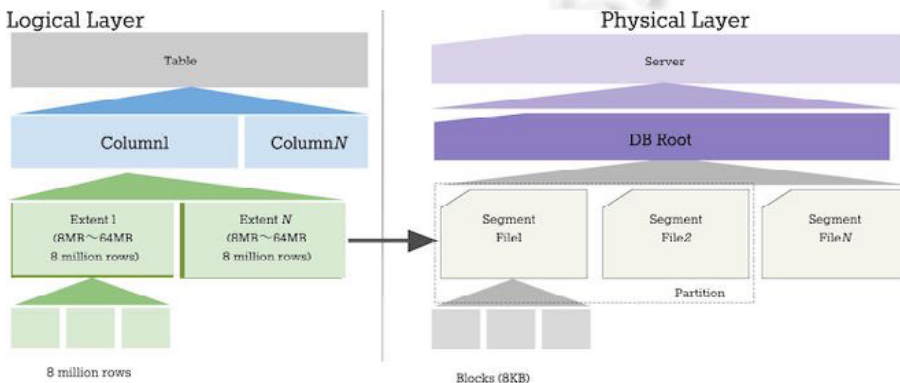 Logical Layer
Table
Column1
ColumnN
Extent 1
(8MB～64MB
8 million rows)
Extent N
(8MB～64MB
8 million rows)
8 million rows
Physical Layer
Server
DB Root
Segment
File1
Segment
File2
Segment
FileN
Partition
Blocks (8KB)